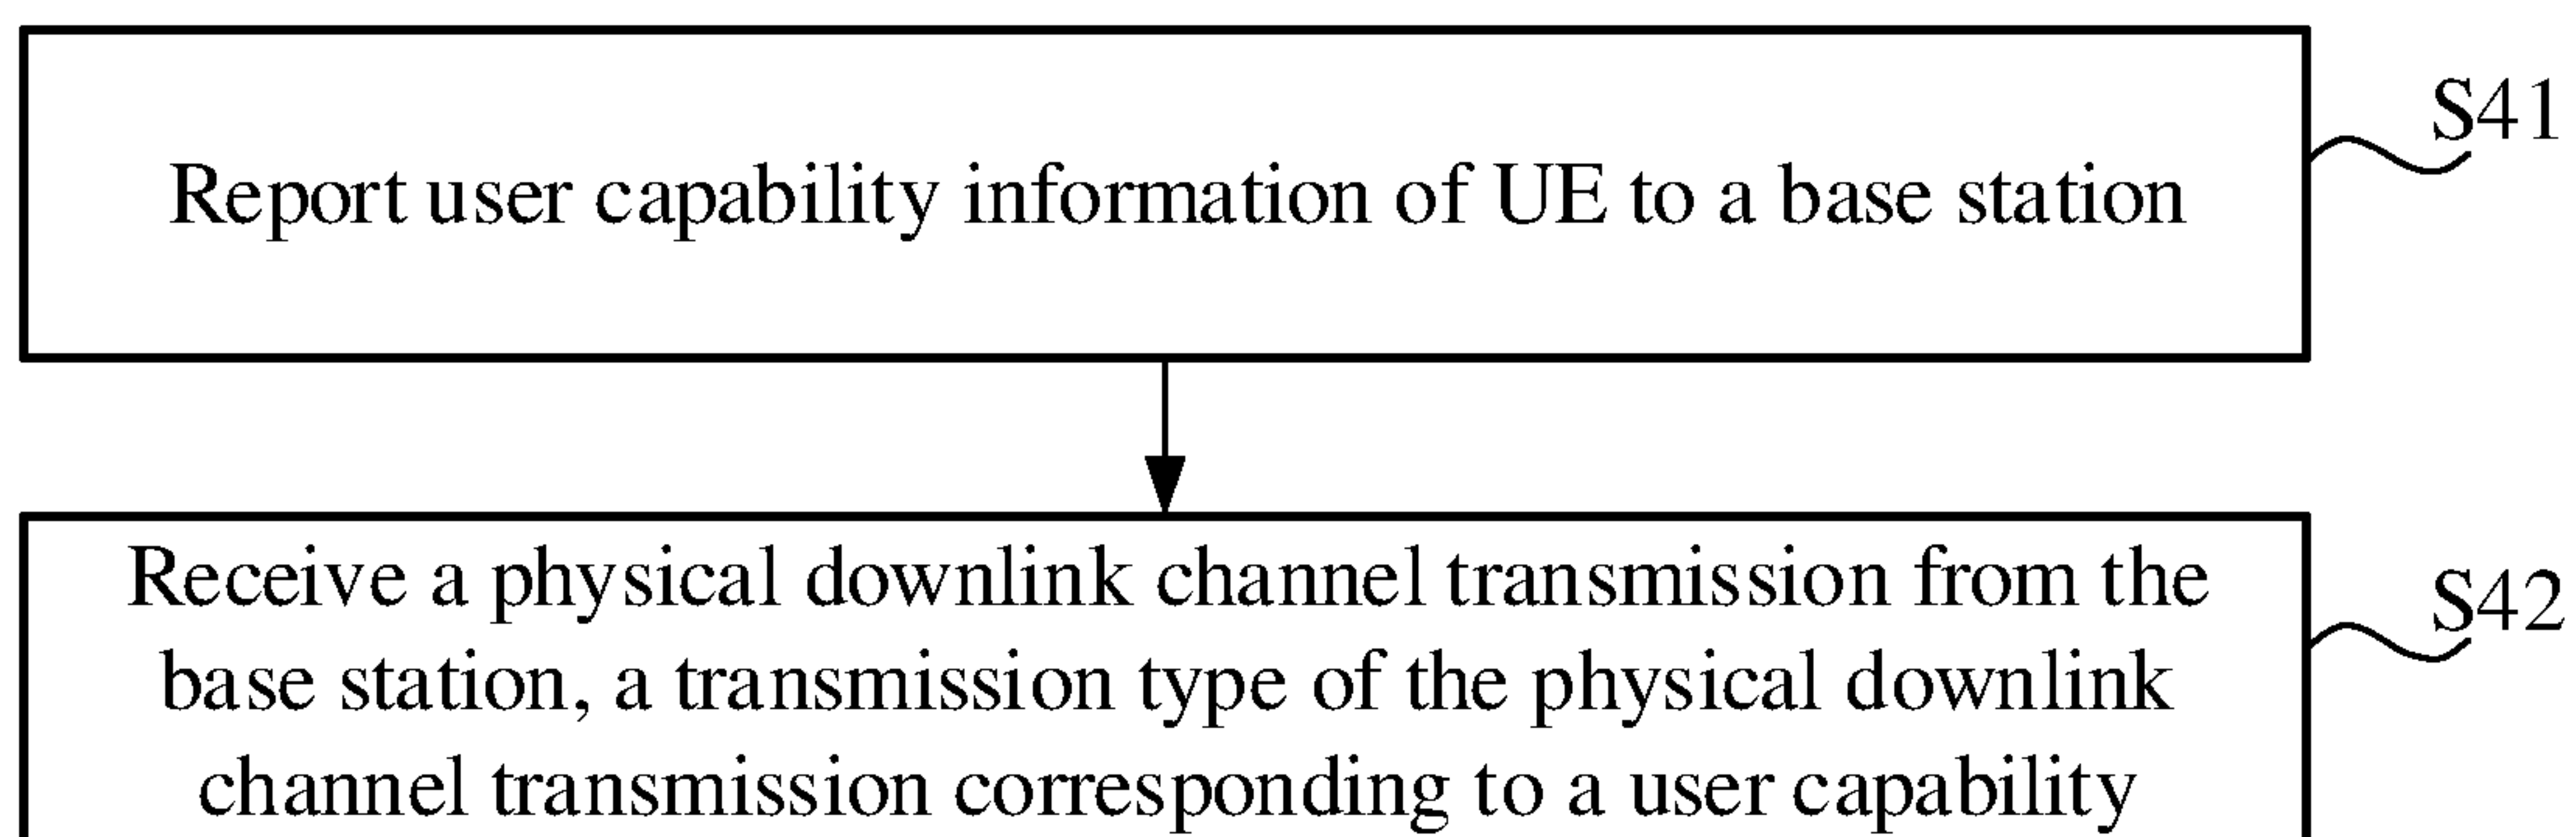 Report user capability information of UE to a base station
S41
Receive a physical downlink channel transmission from the
base station, a transmission type of the physical downlink
channel transmission corresponding to a user capability
S42